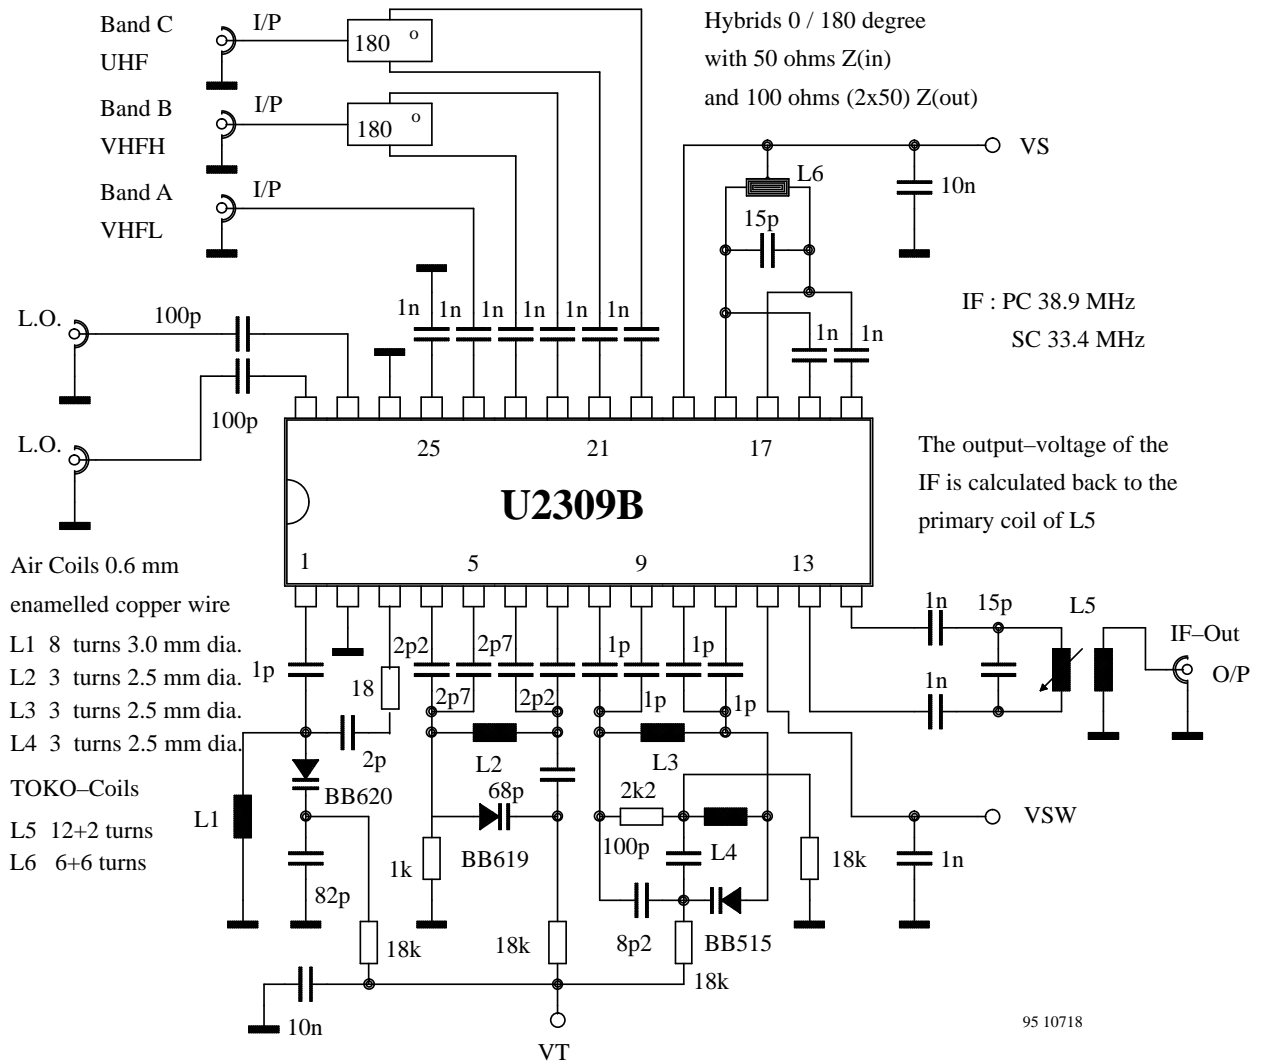 Band C
UHF
I/P
180 o
Band B
VHFH
I/P
180 o
Band A
VHFL
I/P
Hybrids 0 / 180 degree
with 50 ohms Z(in)
and 100 ohms (2x50) Z(out)
VS
L6
10n
15p
IF : PC 38.9 MHz
SC 33.4 MHz
L.O.
100p
1n
1n
1n
1n
1n
1n
1n
1n
100p
L.O.
25
21
17
The output–voltage of the
IF is calculated back to the
primary coil of L5
U2309B
1
5
9
13
Air Coils 0.6 mm
enamelled copper wire
L1 8 turns 3.0 mm dia.
L2 3 turns 2.5 mm dia.
L3 3 turns 2.5 mm dia.
L4 3 turns 2.5 mm dia.
TOKO–Coils
L5 12+2 turns
L6 6+6 turns
1n
15p
L5
IF–Out
O/P
1n
1p
18
2p2
2p7
2p7
2p2
1p
1p
1p
1p
2p
L2
L3
BB620
68p
2k2
L1
VSW
BB619
100p
L4
1k
18k
1n
82p
18k
18k
8p2
BB515
18k
10n
VT
95 10718